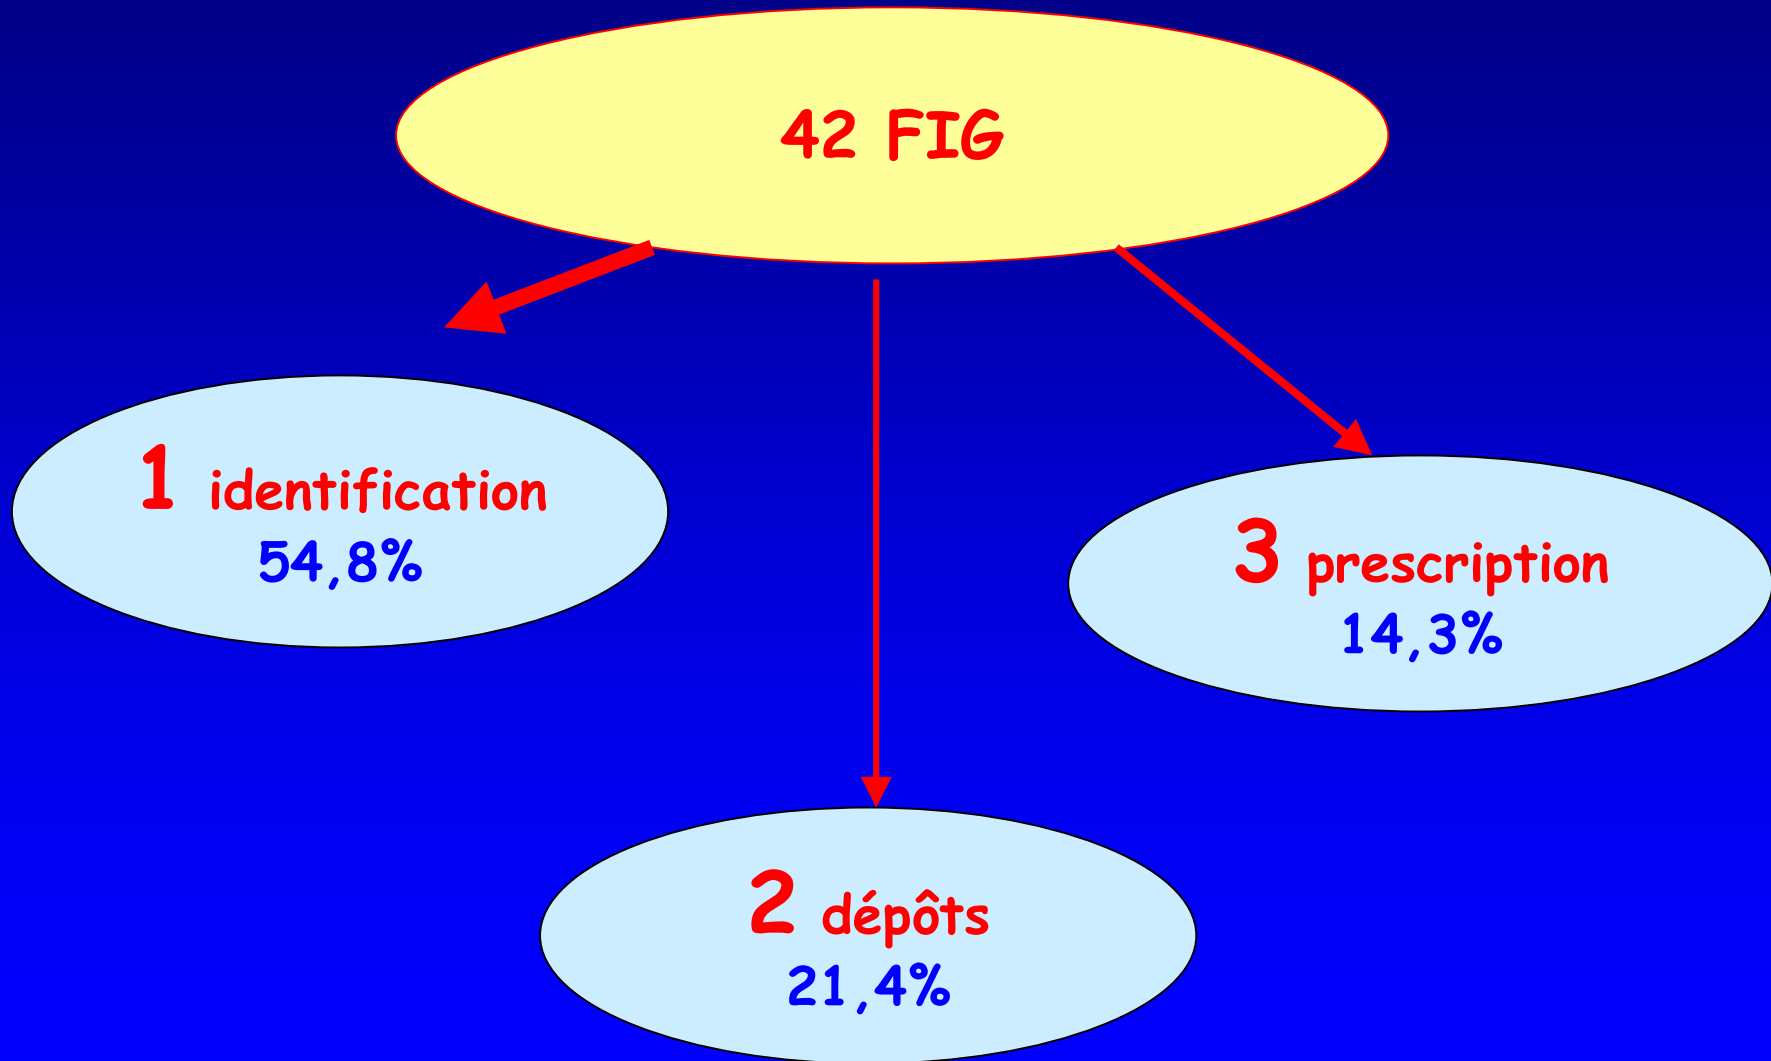 42 FIG
1 identification
54,8%
3 prescription
14,3%
2 dépôts
21,4%